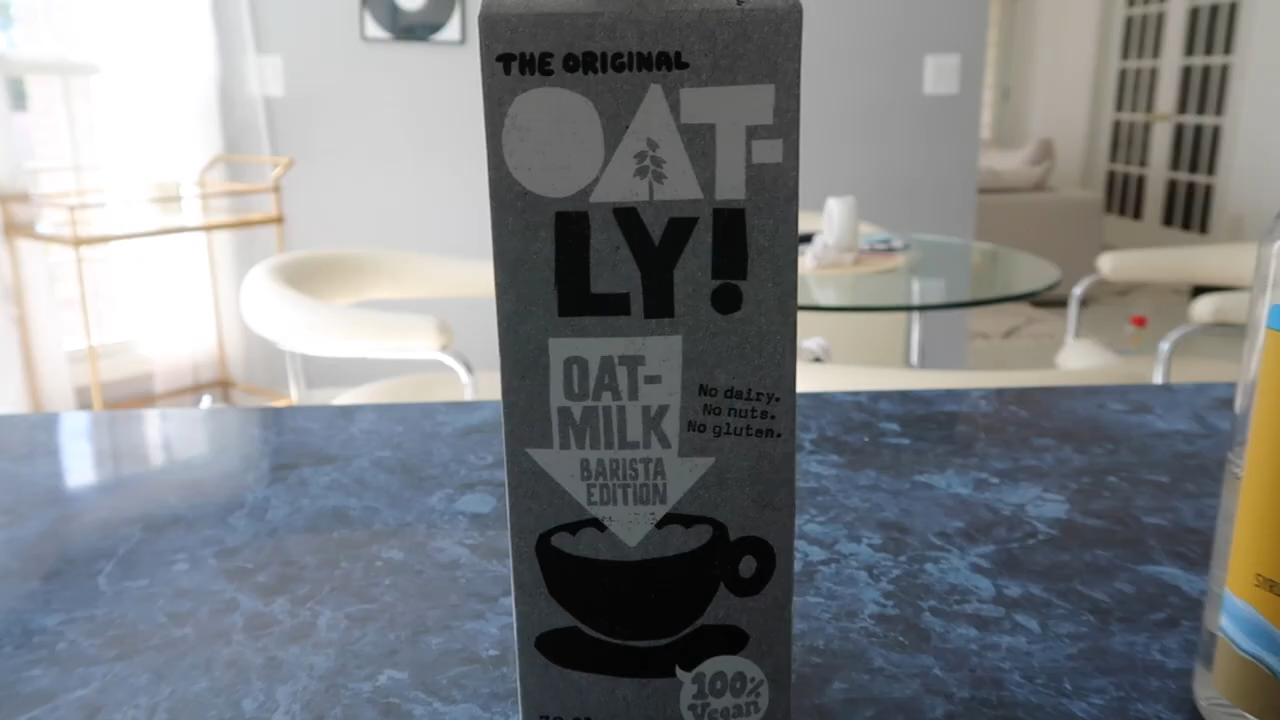 THE ORIGINAL
OAT-
LY!
OAT-
MILK
BARISTA
EDITION
No dairy.
No nuts.
No gluten.
100%
Vegan